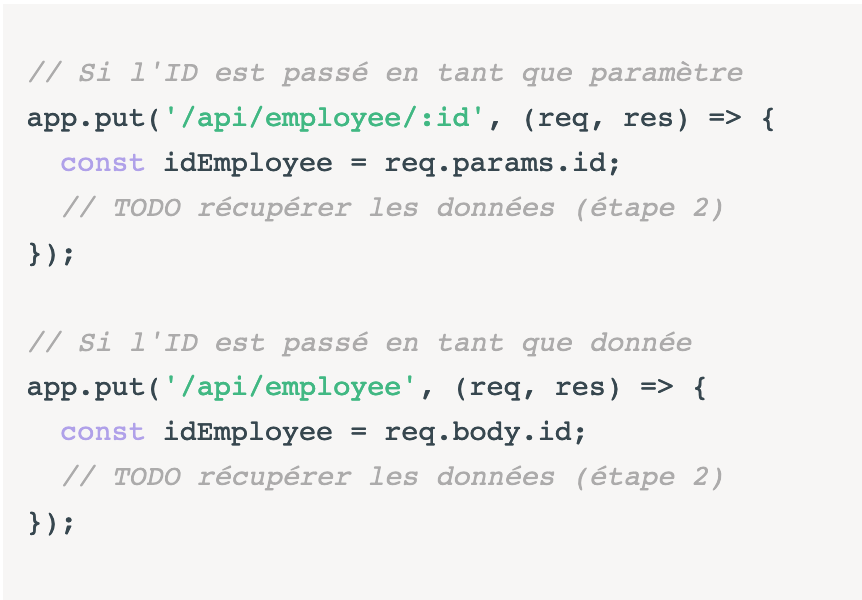 // Si l'ID est passé en tant que paramètre
app.put('/api/employee/:id', (req, res) => {
  const idEmployee = req.params.id;
  // TODO récupérer les données (étape 2)
});

// Si l'ID est passé en tant que donnée
app.put('/api/employee', (req, res) => {
  const idEmployee = req.body.id;
  // TODO récupérer les données (étape 2)
});